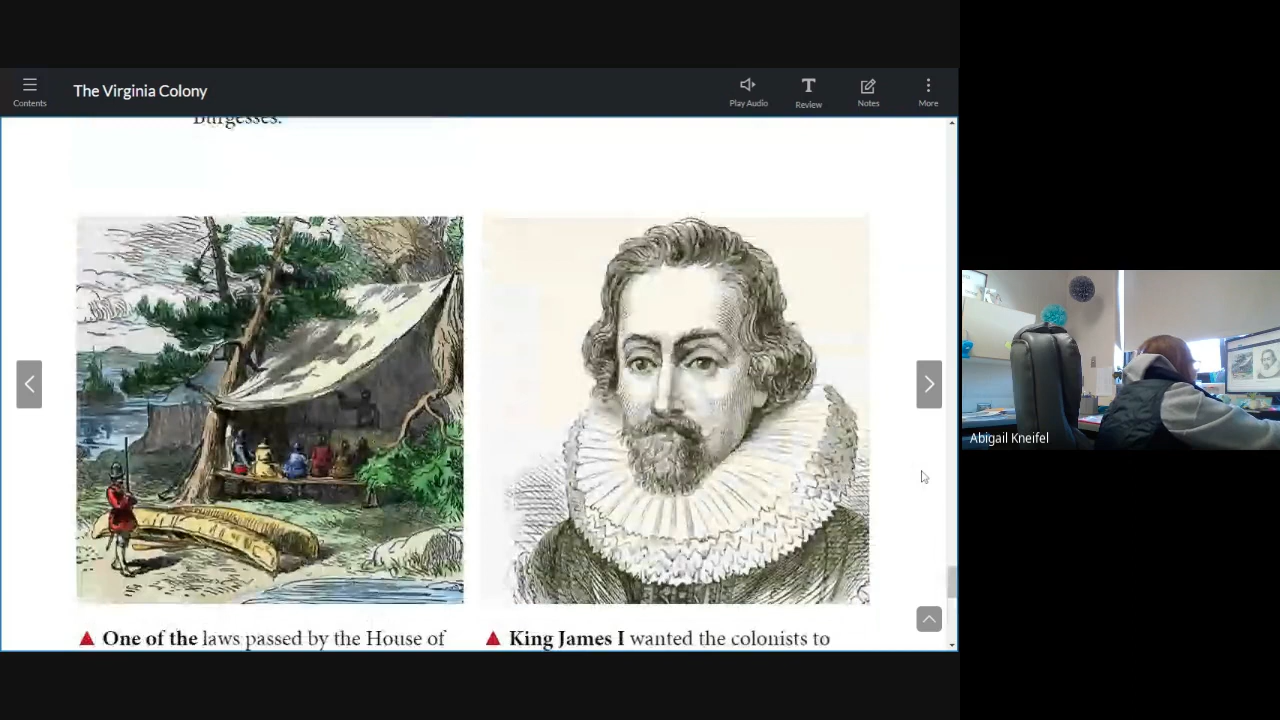 The Virginia Colony
Contents
Play Audio
Review
Notes
More
Burgesses.
▲ One of the laws passed by the House of
▲ King James I wanted the colonists to
Abigail Kneifel